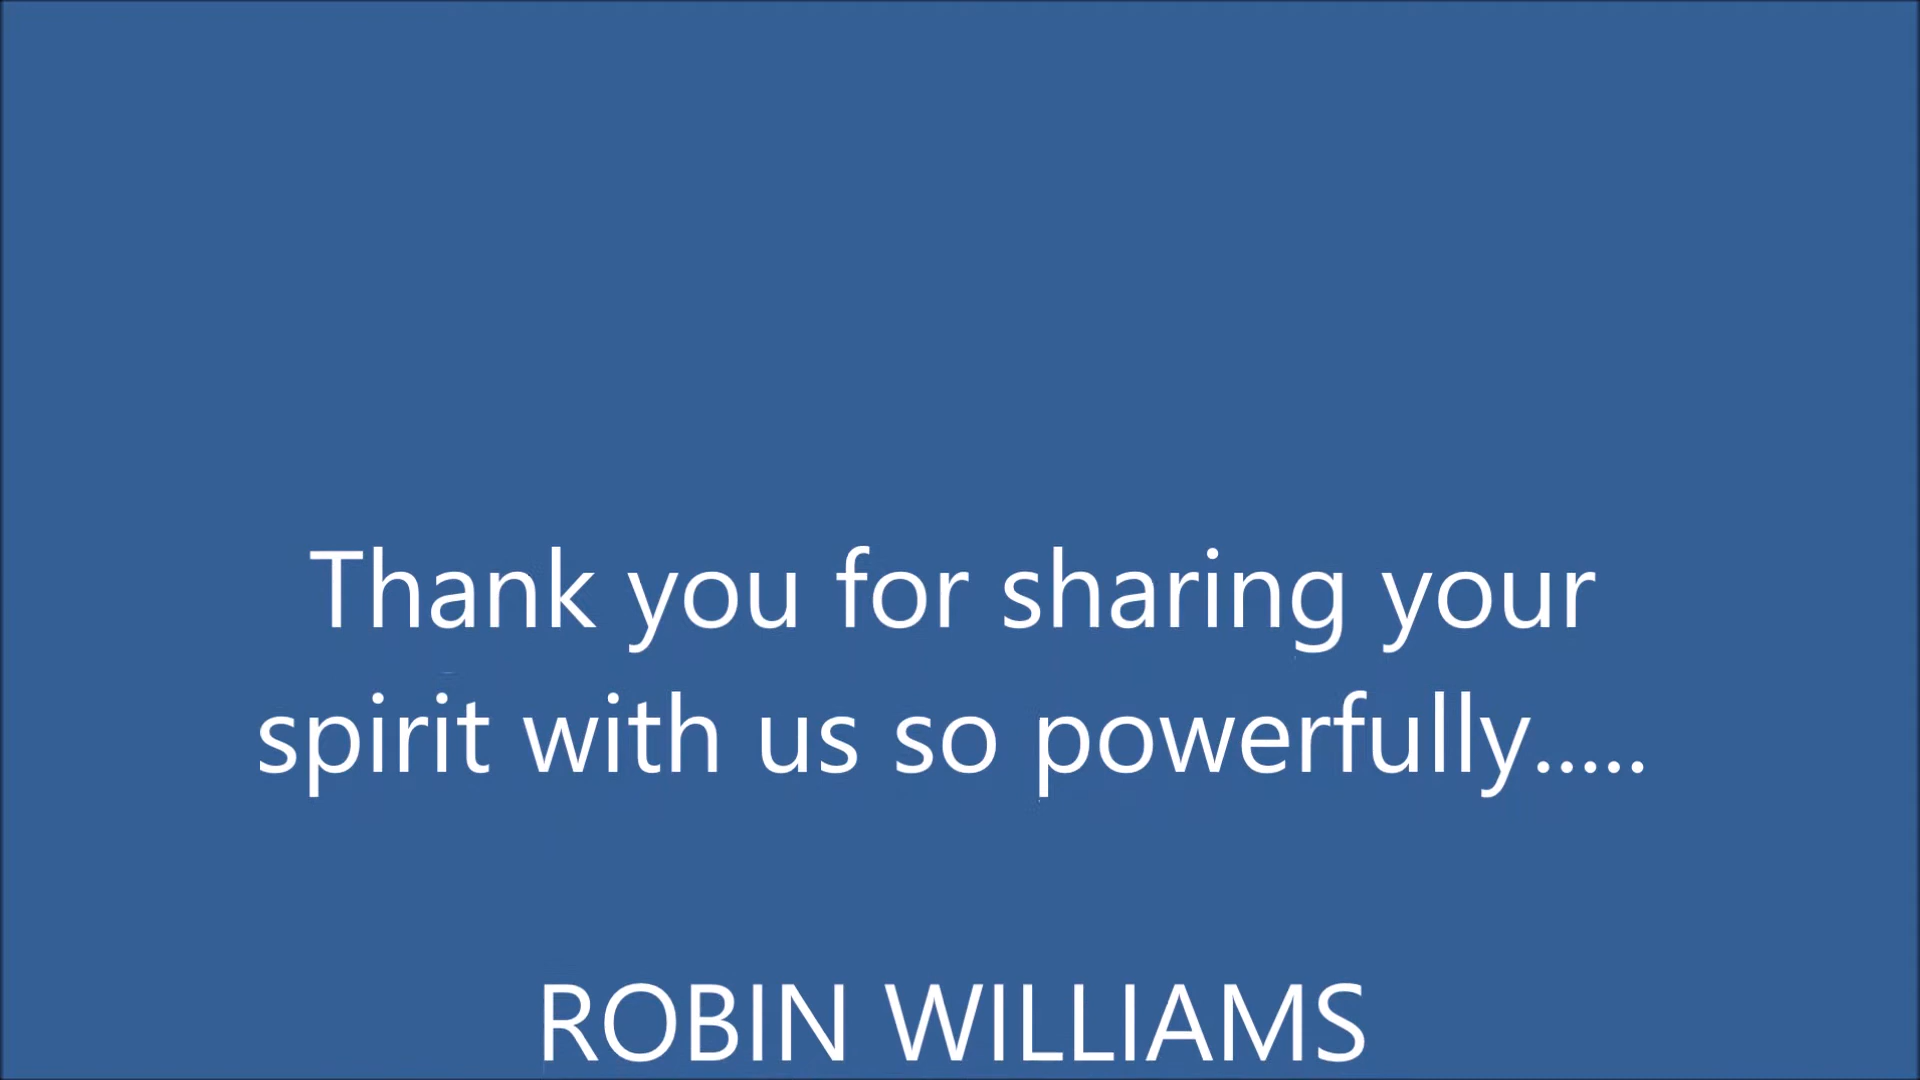 Thank you for sharing your
spirit with us so powerfully.....
ROBIN WILLIAMS